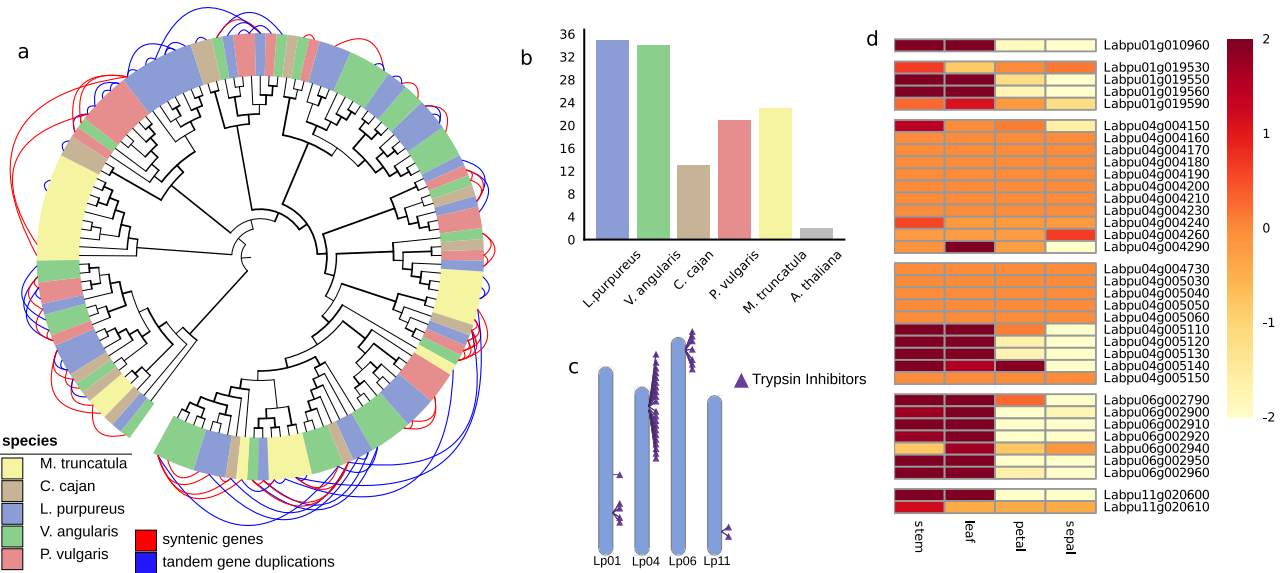 a
species
M. truncatula
C. cajan
L. purpureus
V. angularis
P. vulgaris
syntenic genes
tandem gene duplications
b
36
32
28
24
20
16
12
8
4
0
L.purpureus
V. angularis
C. cajan
P. vulgaris
M. truncatula
A. thaliana
c
Trypsin Inhibitors
Lp01 Lp04 Lp06 Lp11
d
Labpu01g010960
Labpu01g019530
Labpu01g019550
Labpu01g019560
Labpu01g019590
Labpu04g004150
Labpu04g004160
Labpu04g004170
Labpu04g004180
Labpu04g004190
Labpu04g004200
Labpu04g004210
Labpu04g004230
Labpu04g004240
Labpu04g004260
Labpu04g004290
Labpu04g004730
Labpu04g005030
Labpu04g005040
Labpu04g005050
Labpu04g005060
Labpu04g005110
Labpu04g005120
Labpu04g005130
Labpu04g005140
Labpu04g005150
Labpu06g002790
Labpu06g002900
Labpu06g002910
Labpu06g002920
Labpu06g002940
Labpu06g002950
Labpu06g002960
Labpu11g020600
Labpu11g020610
stem
leaf
petal
sepal
2
1
0
-1
-2